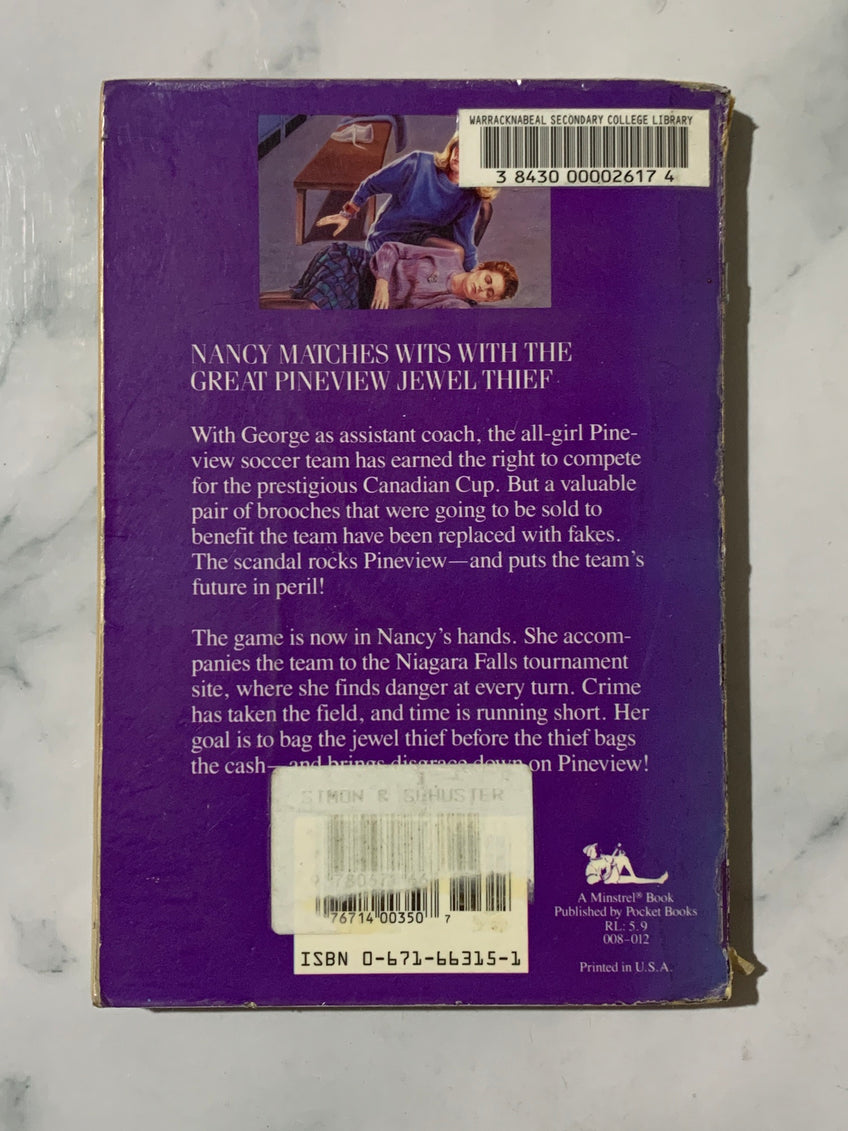 WARRACKNABEAL SECONDARY COLLEGE LIBRARY
3 8430 00002617 4
NANCY MATCHES WITS WITH THE
GREAT PINEVIEW JEWEL THIEF
With George as assistant coach, the all-girl Pine-
view soccer team has earned the right to compete
for the prestigious Canadian Cup. But a valuable
pair of brooches that were going to be sold to
benefit the team have been replaced with fakes.
The scandal rocks Pineview—and puts the team's
future in peril!
The game is now in Nancy's hands. She accom-
panies the team to the Niagara Falls tournament
site, where she finds danger at every turn. Crime
has taken the field, and time is running short. Her
goal is to bag the jewel thief before the thief bags
the cash—and brings disgrace down on Pineview!
SIMON & SCHUSTER
76714 00350 7
ISBN 0-671-66315-1
A Minstrel® Book
Published by Pocket Books
RL: 5.9
008-012
Printed in U.S.A.